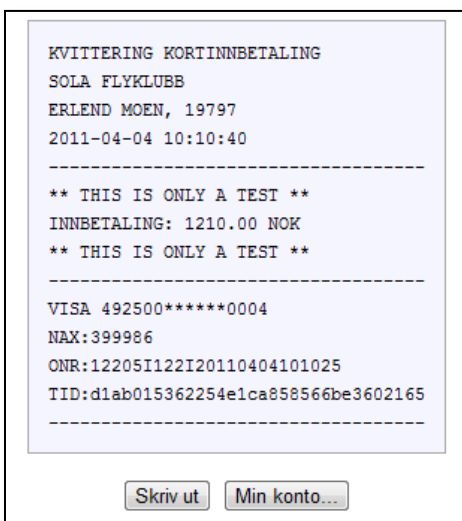 KVITTERING KORTINNBETALING
SOLA FLYKLUBB
ERLEND MOEN, 19797
2011-04-04 10:10:40
------------------------------------
** THIS IS ONLY A TEST **
INNBETALING: 1210.00 NOK
** THIS IS ONLY A TEST **
------------------------------------
VISA 492500******0004
NAX:399986
ONR:12205I122I20110404101025
TID:d1ab015362254e1ca858566be3602165
------------------------------------
Skriv ut Min konto...